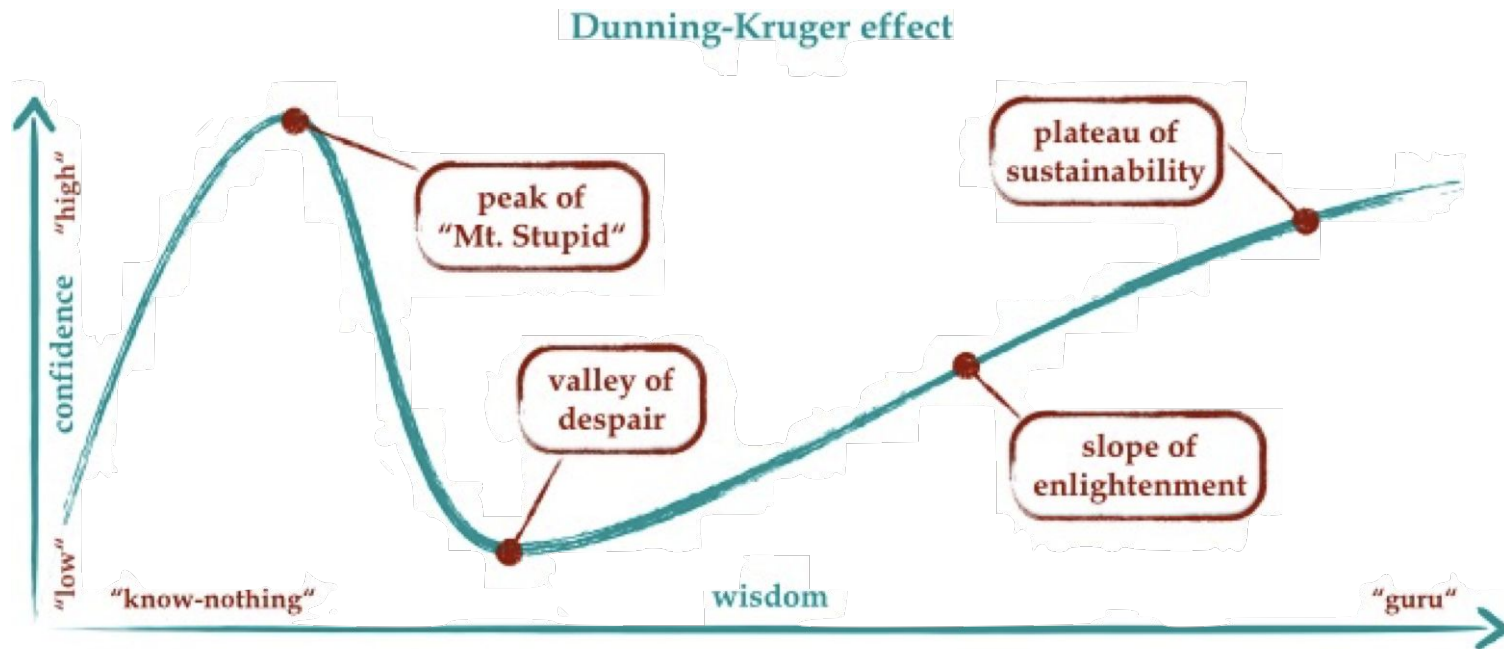 Dunning-Kruger effect
“high“
confidence
“low“
peak of
“Mt. Stupid“
valley of
despair
plateau of
sustainability
slope of
enlightenment
“know-nothing“
wisdom
“guru“